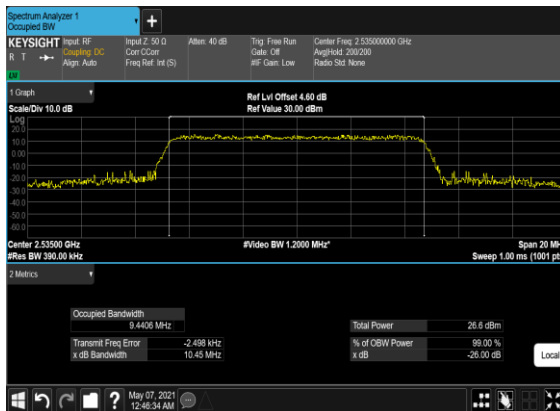 Spectrum Analyzer 1
Occupied BW
KEYSIGHT
R T
Input: RF
Coupling: DC
Align: Auto
Input Z: 50 Ω
Corr CCorr
Freq Ref: Int (S)
Atten: 40 dB
Trig: Free Run
Gate: Off
#IF Gain: Low
Center Freq: 2.535000000 GHz
Avg|Hold: 200/200
Radio Std: None
1 Graph
Scale/Div 10.0 dB
Ref Lvl Offset 4.60 dB
Ref Value 30.00 dBm
Log
20.0
10.0
0.00
-10.0
-20.0
-30.0
-40.0
-50.0
-60.0
Center 2.53500 GHz
#Res BW 390.00 kHz
#Video BW 1.2000 MHz*
Span 20 MH
Sweep 1.00 ms (1001 pts
2 Metrics
Occupied Bandwidth
9.4406 MHz
Transmit Freq Error -2.498 kHz
x dB Bandwidth 10.45 MHz
Total Power 26.6 dBm
% of OBW Power 99.00 %
x dB -26.00 dB
Local
May 07, 2021
12:46:34 AM